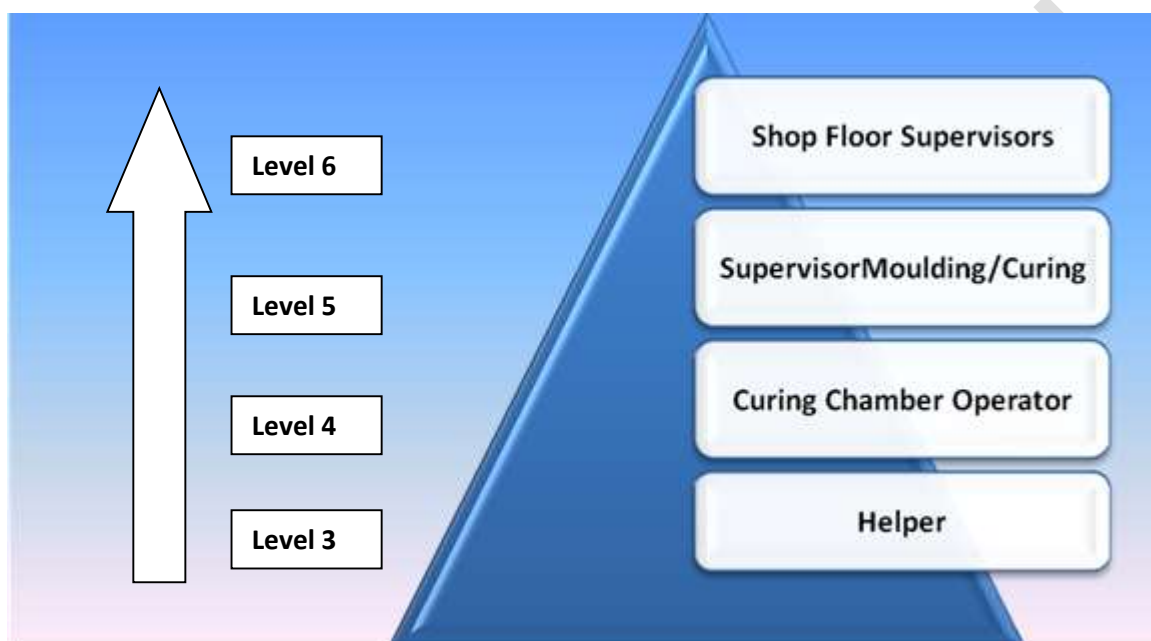 Level 6
Shop Floor Supervisors
Level 5
SupervisorMoulding/Curing
Level 4
Curing Chamber Operator
Level 3
Helper